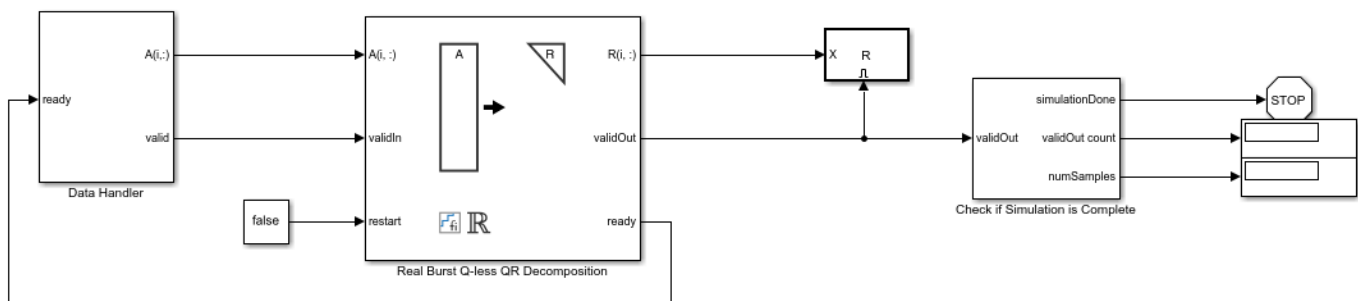 ready
A(i,:)
valid
Data Handler
false
A(i, :)
validIn
restart
A
R
fi ℝ
R(i, :)
validOut
ready
Real Burst Q-less QR Decomposition
X
R
validOut
simulationDone
validOut count
numSamples
Check if Simulation is Complete
STOP